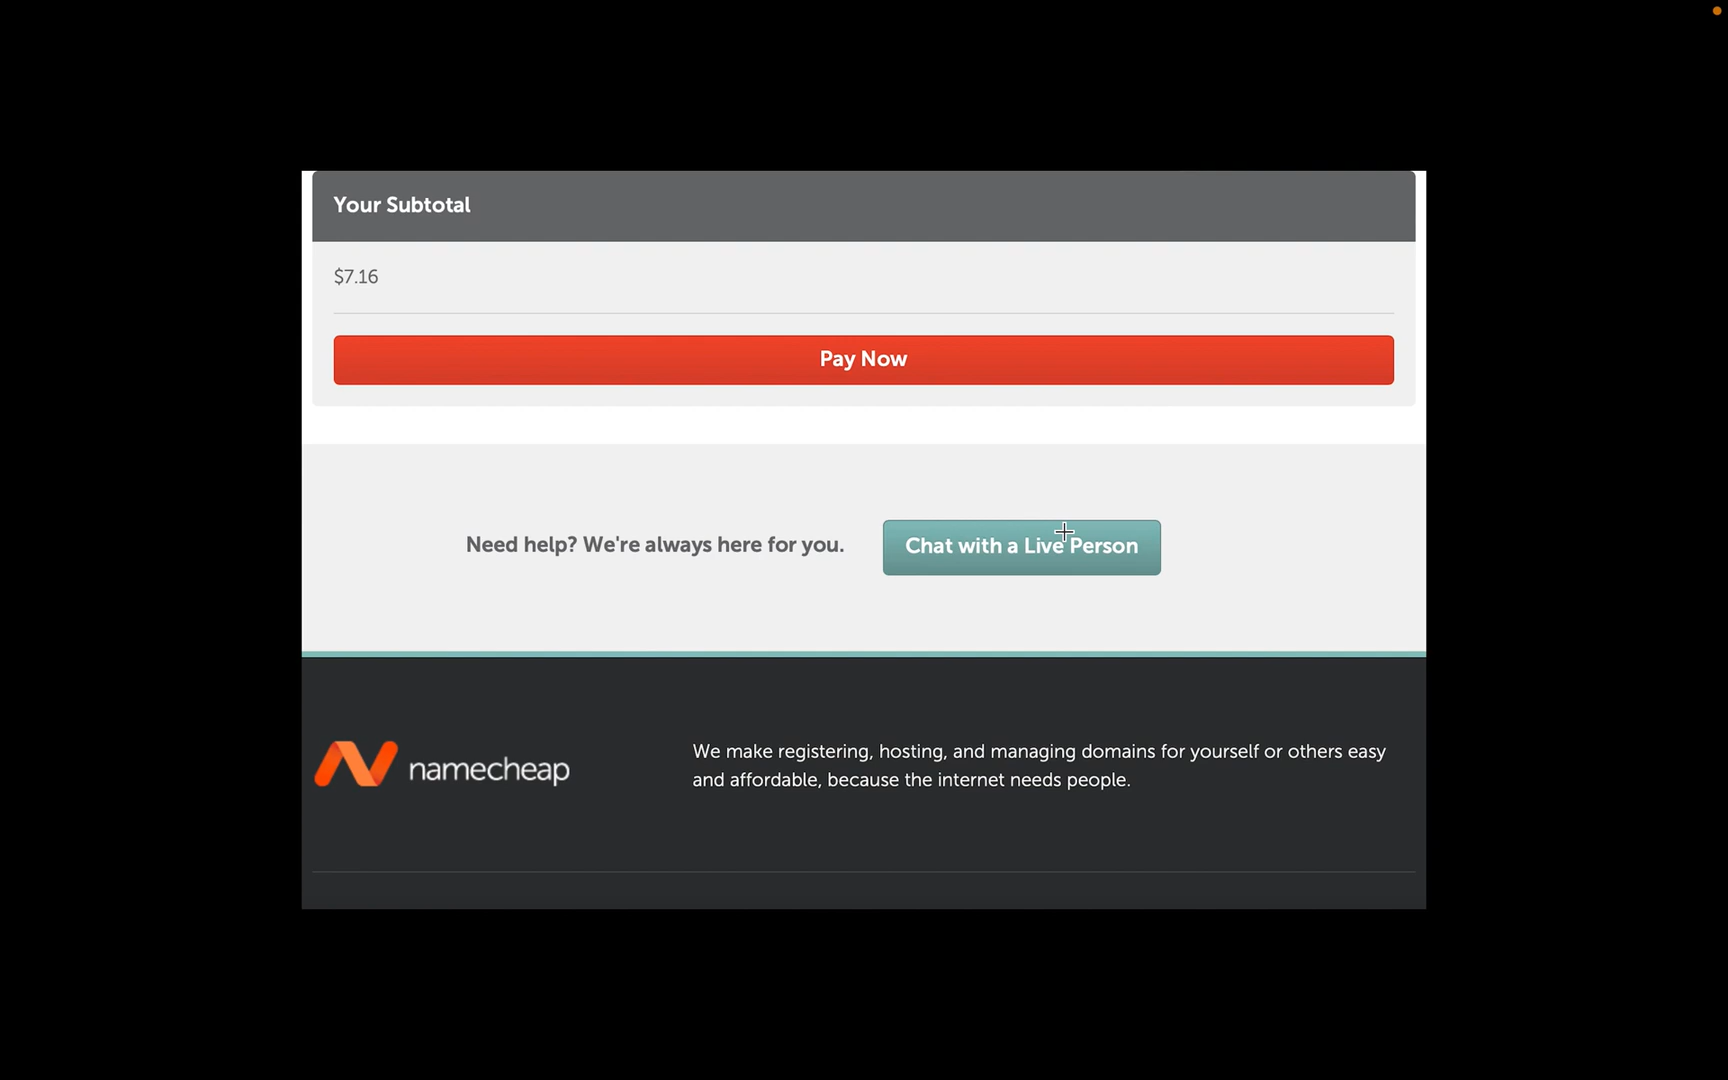 Your Subtotal
$7.16
Pay Now
Need help? We're always here for you.
Chat with a Live Person
namecheap
We make registering, hosting, and managing domains for yourself or others easy
and affordable, because the internet needs people.